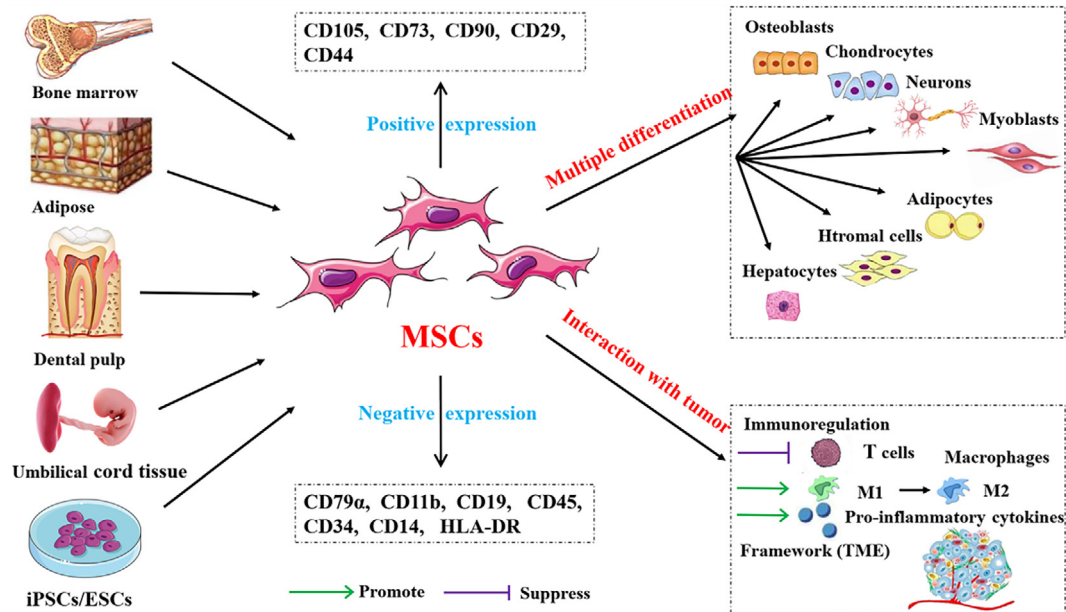 Bone marrow
Adipose
Dental pulp
Umbilical cord tissue
iPSCs/ESCs
CD105, CD73, CD90, CD29,
CD44
Positive expression
MSCs
Negative expression
CD79α, CD11b, CD19, CD45,
CD34, CD14, HLA-DR
Promote
Suppress
Multiple differentiation
Osteoblasts
Chondrocytes
Neurons
Myoblasts
Adipocytes
Htromal cells
Hepatocytes
Interaction with tumor
Immunoregulation
T cells
Macrophages
M1
M2
Pro-inflammatory cytokines
Framework (TME)